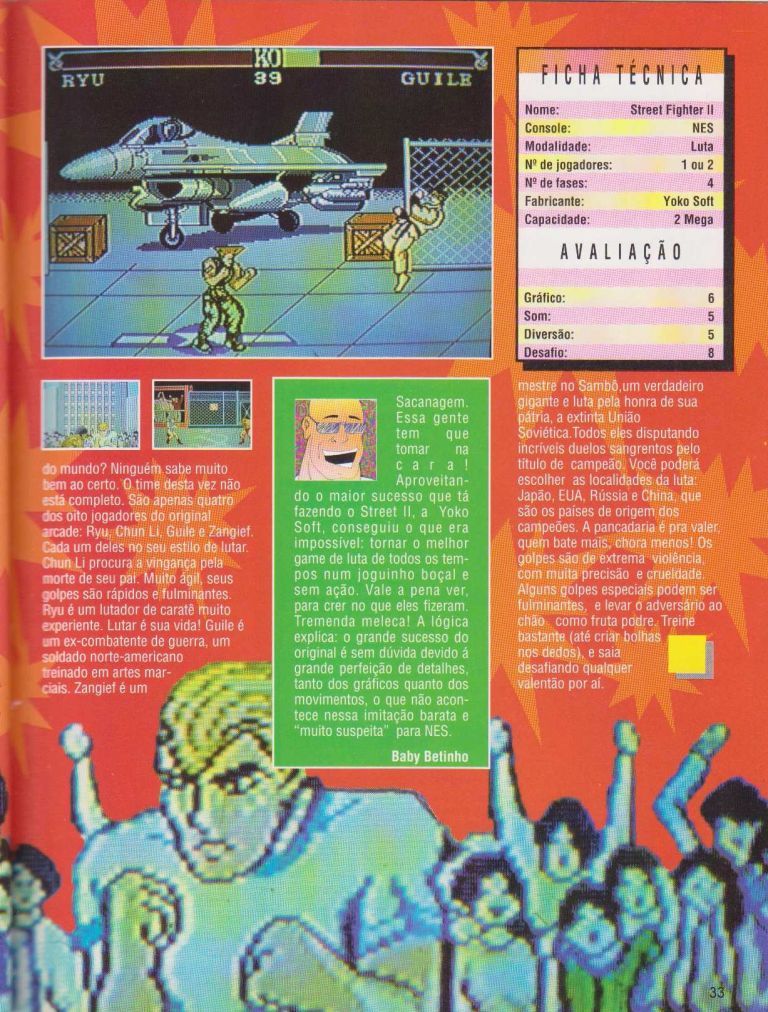 KO
RYU 39 GUILE
FICHA TÉCNICA
Nome: Street Fighter II
Console: NES
Modalidade: Luta
Nº de jogadores: 1 ou 2
Nº de fases: 4
Fabricante: Yoko Soft
Capacidade: 2 Mega
AVALIAÇÃO
Gráfico: 6
Som: 5
Diversão: 5
Desafio: 8
do mundo? Ninguém sabe muito
bem ao certo. O time desta vez não
está completo. São apenas quatro
dos oito jogadores do original
arcade: Ryu, Chun Li, Guile e Zangief.
Cada um deles no seu estilo de lutar.
Chun Li procura a vingança pela
morte de seu pai. Muito ágil, seus
golpes são rápidos e fulminantes.
Ryu é um lutador de caratê muito
experiente. Lutar é sua vida! Guile é
um ex-combatente de guerra, um
soldado norte-americano
treinado em artes mar-
ciais. Zangief é um
Sacanagem.
Essa gente
tem que
tomar na
cara!
Aproveitan-
do o maior sucesso que tá
fazendo o Street II, a Yoko
Soft, conseguiu o que era
impossível: tornar o melhor
game de luta de todos os tem-
pos num joguinho boçal e
sem ação. Vale a pena ver,
para crer no que eles fizeram.
Tremenda meleca! A lógica
explica: o grande sucesso do
original é sem dúvida devido á
grande perfeição de detalhes,
tanto dos gráficos quanto dos
movimentos, o que não acon-
tece nessa imitação barata e
“muito suspeita” para NES.
Baby Betinho
mestre no Sambô,um verdadeiro
gigante e luta pela honra de sua
pátria, a extinta União
Soviética.Todos eles disputando
incríveis duelos sangrentos pelo
título de campeão. Você poderá
escolher as localidades da luta:
Japão, EUA, Rússia e China, que
são os países de origem dos
campeões. A pancadaria é pra valer,
quem bate mais, chora menos! Os
golpes são de extrema violência,
com muita precisão e crueldade.
Alguns golpes especiais podem ser
fulminantes, e levar o adversário ao
chão como fruta podre. Treine
bastante (até criar bolhas
nos dedos), e saia
desafiando qualquer
valentão por aí.
33